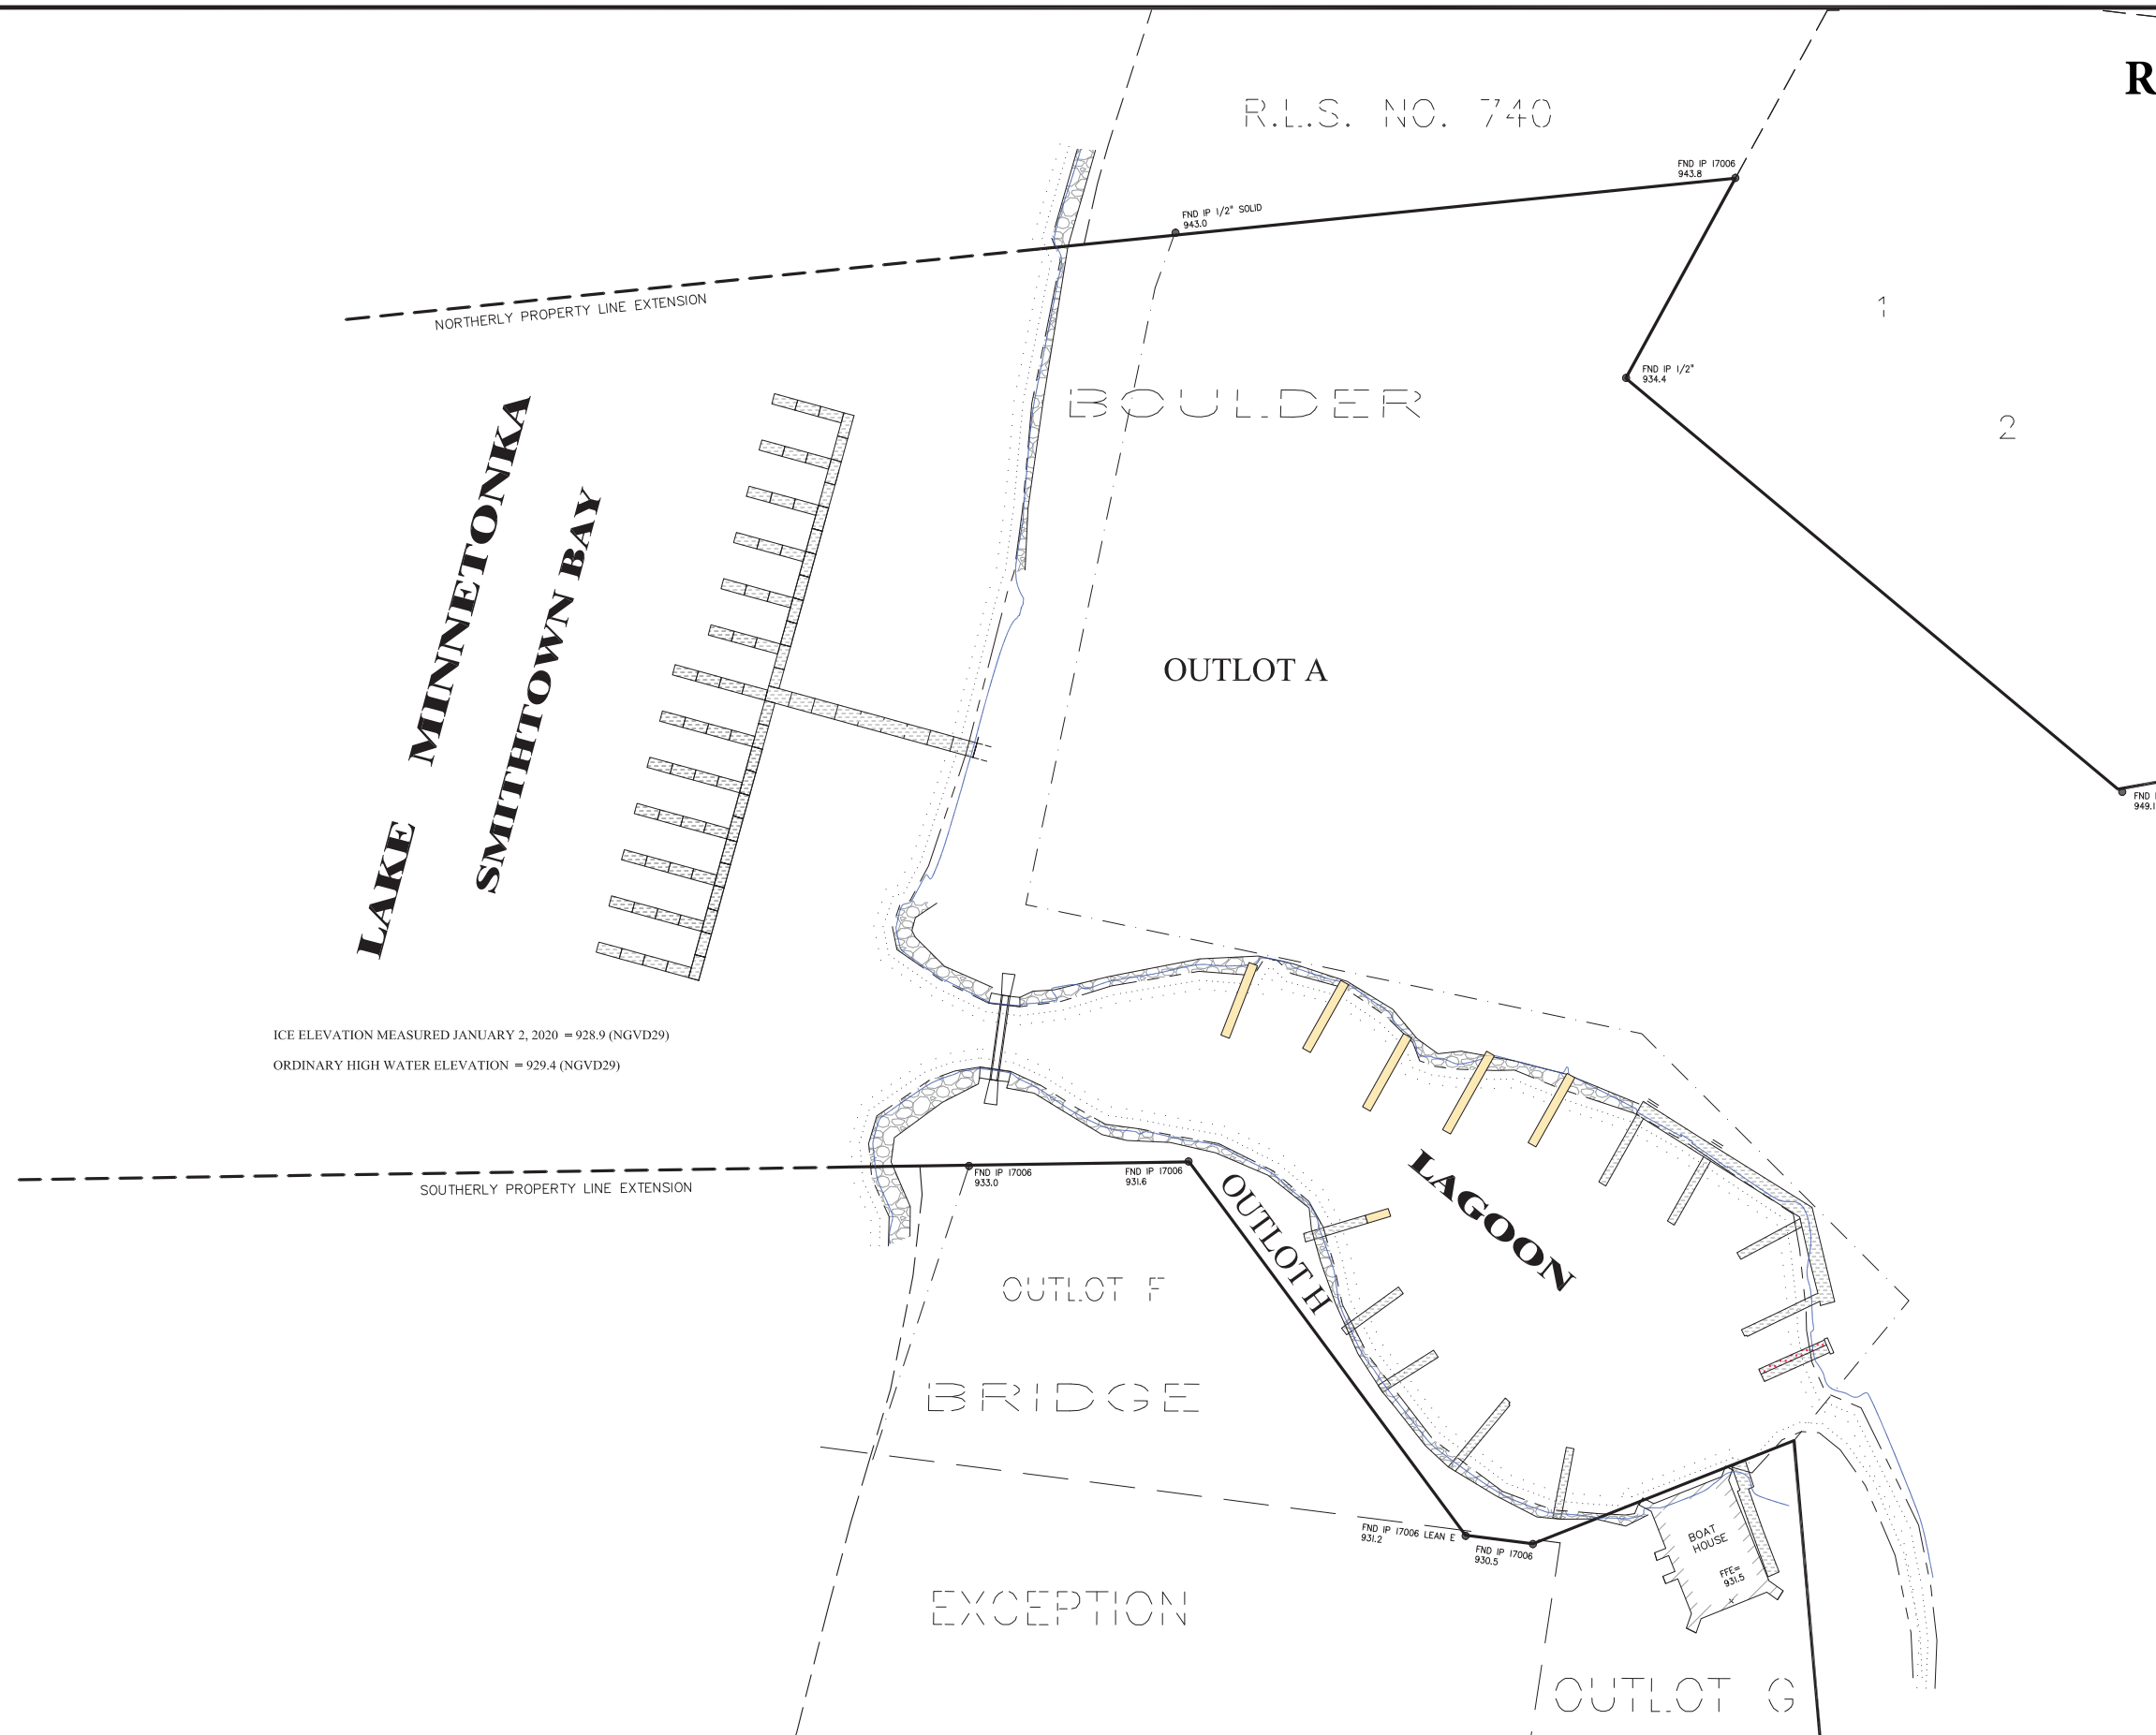 R
R.L.S. NO. 740
FND IP 17006
943.8
FND IP 1/2" SOLID
943.0
NORTHERLY PROPERTY LINE EXTENSION
1
FND IP 1/2"
934.4
2
BOULDER
LAKE MINNETONKA
SMITHTOWN BAY
OUTLOT A
FND
949.1
ICE ELEVATION MEASURED JANUARY 2, 2020 = 928.9 (NGVD29)
ORDINARY HIGH WATER ELEVATION = 929.4 (NGVD29)
SOUTHERLY PROPERTY LINE EXTENSION
FND IP 17006
933.0
FND IP 17006
931.6
OUTLOT H
LAGOON
OUTLOT F
BRIDGE
FND IP 17006 LEAN E
931.2
FND IP 17006
930.5
BOAT
HOUSE
FFE=
931.5
EXCEPTION
OUTLOT G